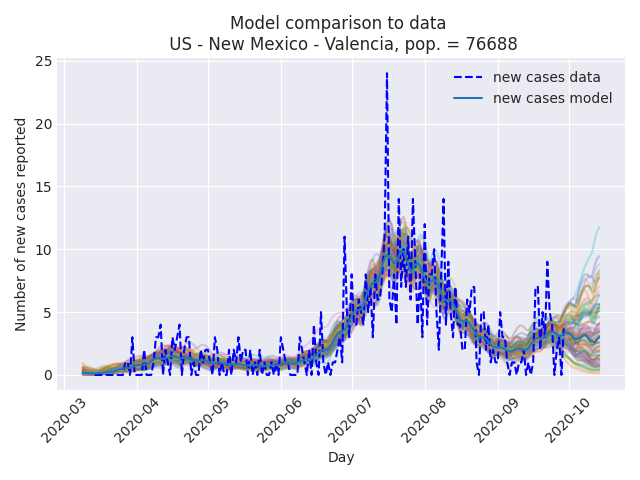 Model comparison to data
US - New Mexico - Valencia, pop. = 76688
new cases data
new cases model
Number of new cases reported
25
20
15
10
5
0
2020-03
2020-04
2020-05
2020-06
2020-07
2020-08
2020-09
2020-10
Day